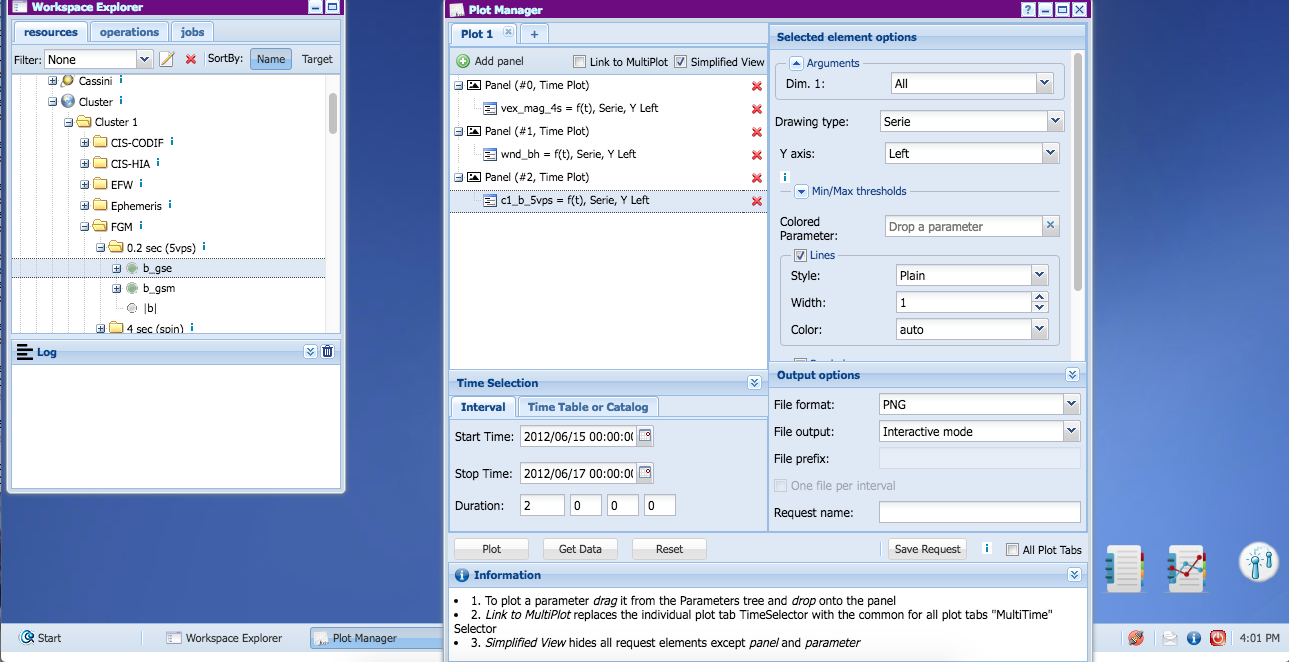 Workspace Explorer
resources operations jobs
Filter: None SortBy: Name Target
Cassini
Cluster
Cluster 1
CIS-CODIF
CIS-HIA
EFW
Ephemeris
FGM
0.2 sec (5vps)
b_gse
b_gsm
|b|
4 sec (spin)
Log
Plot Manager
Plot 1 +
Add panel Link to MultiPlot Simplified View
Panel (#0, Time Plot)
vex_mag_4s = f(t), Serie, Y Left
Panel (#1, Time Plot)
wnd_bh = f(t), Serie, Y Left
Panel (#2, Time Plot)
c1_b_5vps = f(t), Serie, Y Left
Time Selection
Interval Time Table or Catalog
Start Time: 2012/06/15 00:00:00
Stop Time: 2012/06/17 00:00:00
Duration: 2 0 0 0
Selected element options
Arguments
Dim. 1: All
Drawing type: Serie
Y axis: Left
Min/Max thresholds
Colored
Parameter: Drop a parameter
Lines
Style: Plain
Width: 1
Color: auto
Output options
File format: PNG
File output: Interactive mode
File prefix:
One file per interval
Request name:
Plot Get Data Reset Save Request All Plot Tabs
Information
• 1. To plot a parameter drag it from the Parameters tree and drop onto the panel
• 2. Link to MultiPlot replaces the individual plot tab TimeSelector with the common for all plot tabs "MultiTime"
Selector
• 3. Simplified View hides all request elements except panel and parameter
Start Workspace Explorer Plot Manager 4:01 PM